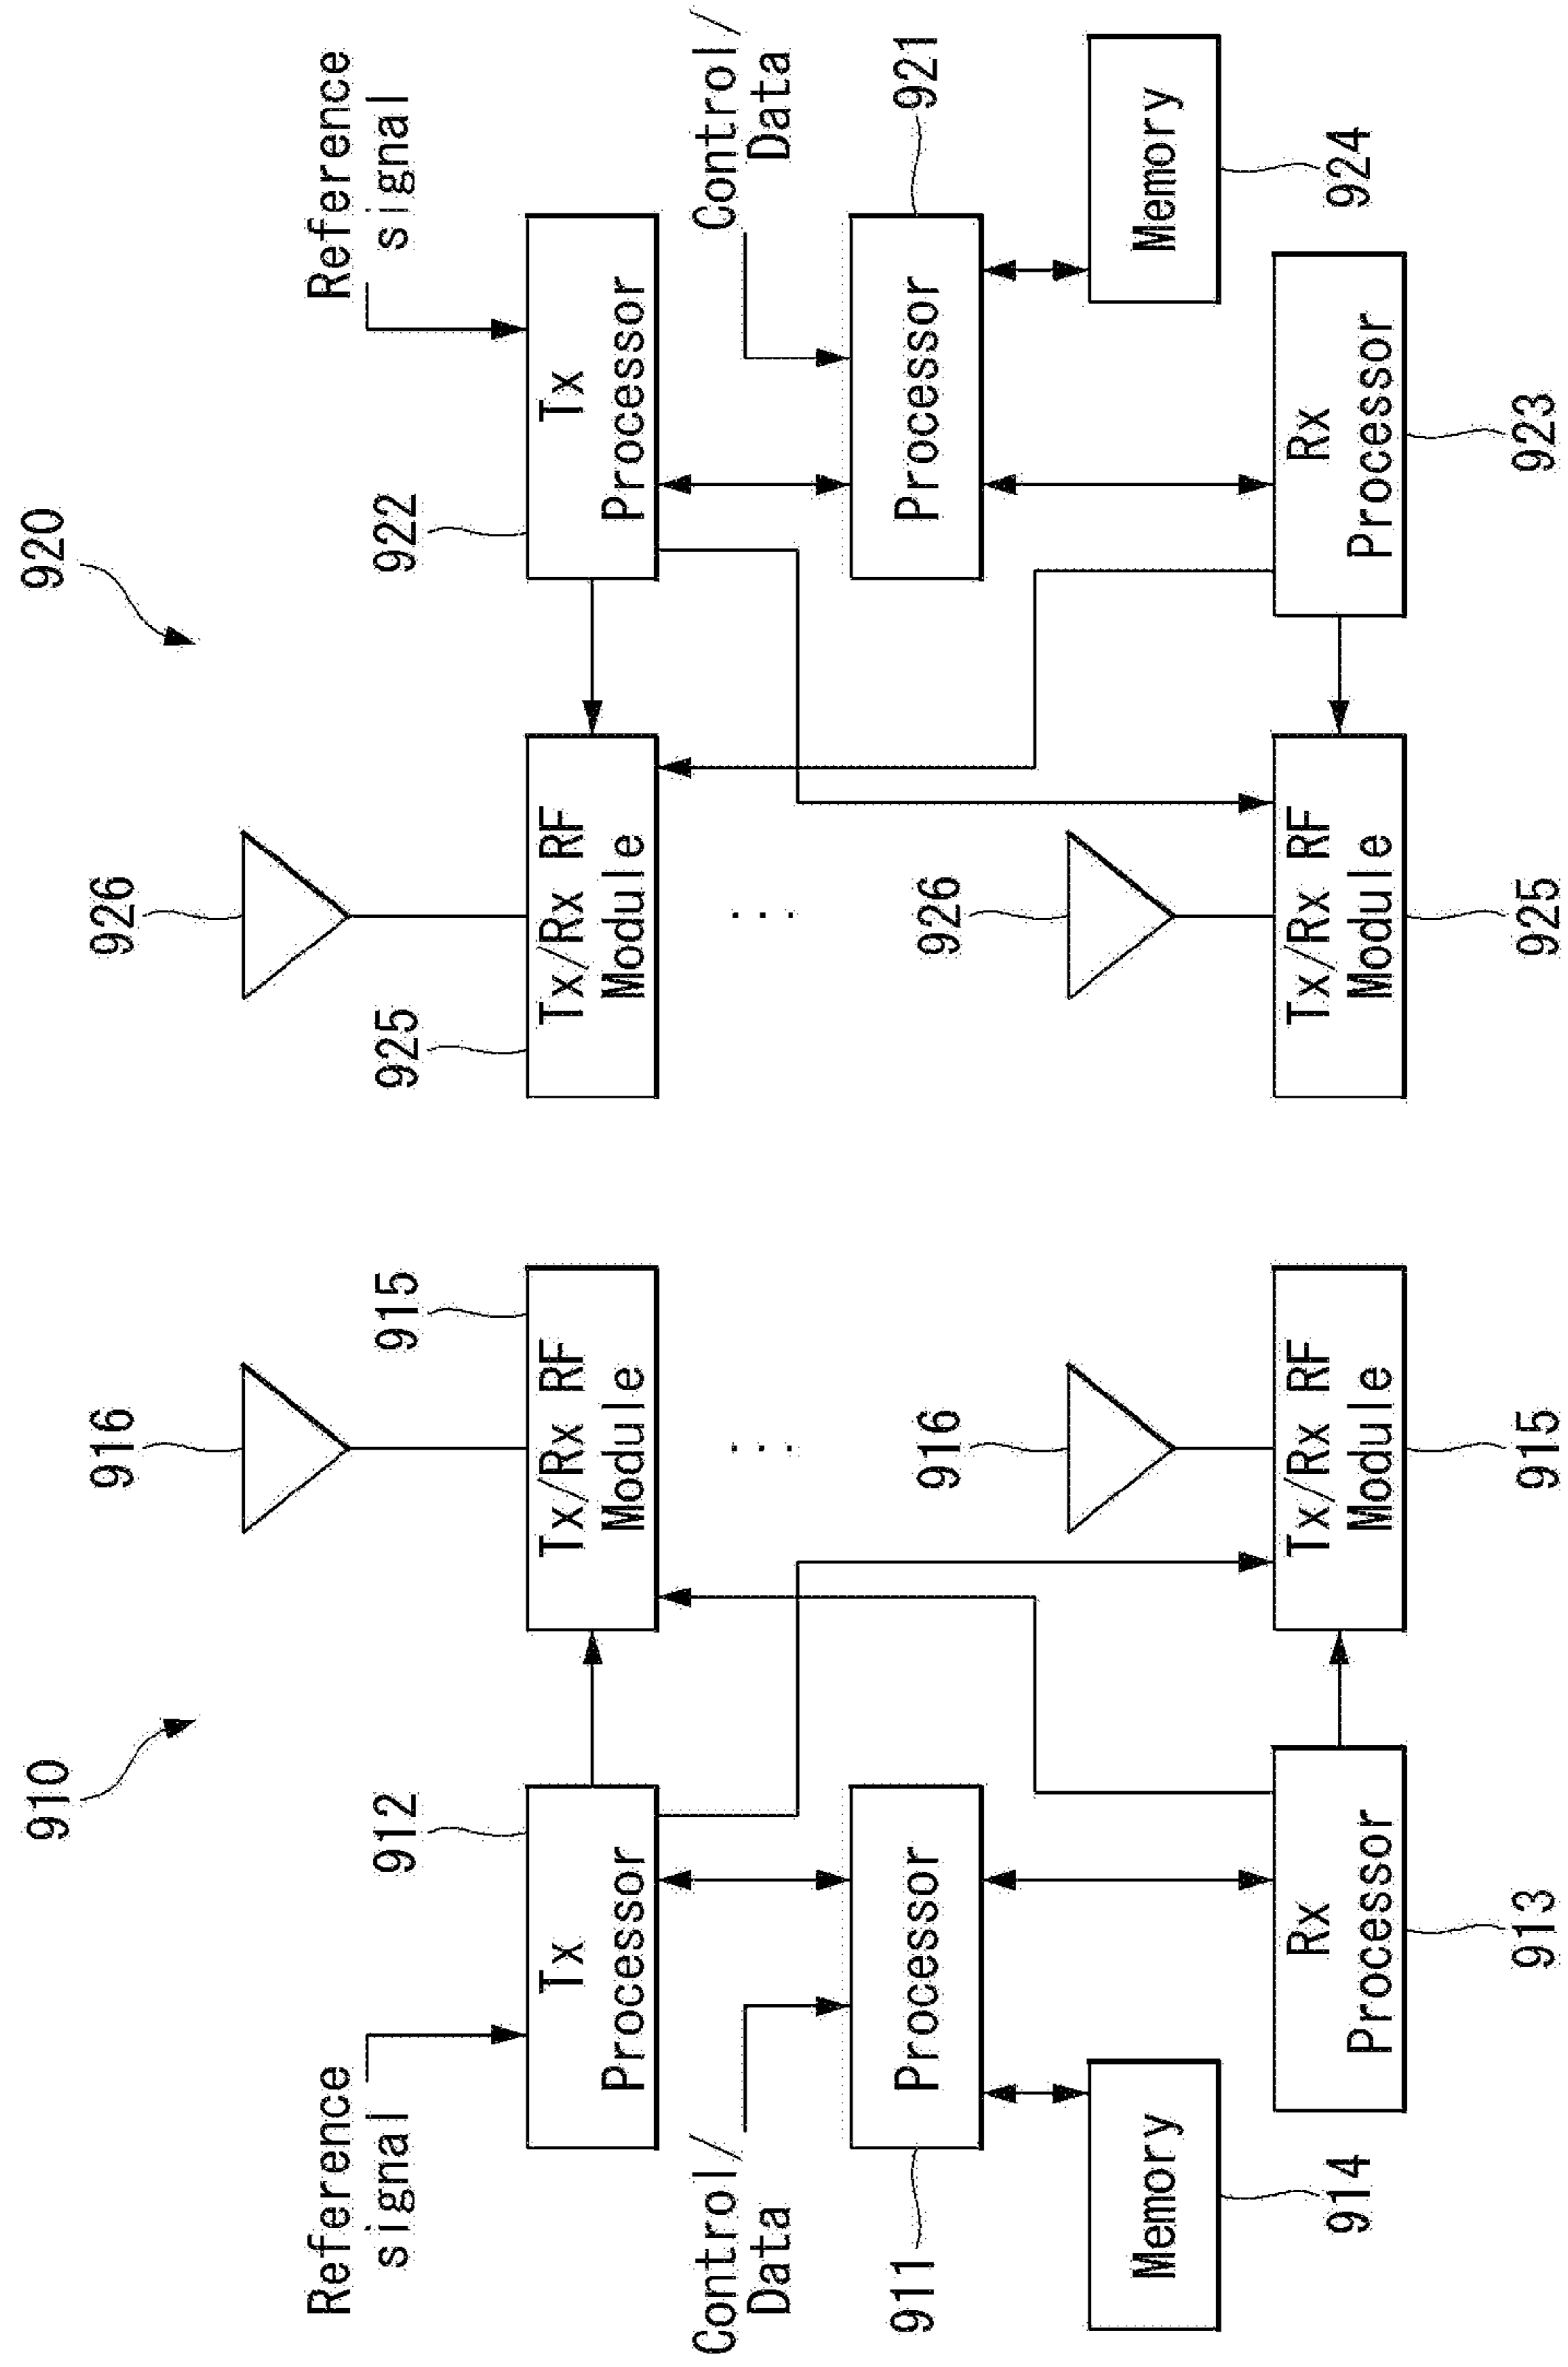 910
920
916
926
Reference
signal
912
915
925
922
Reference
signal
Tx
Processor
Tx/Rx RF
Module
Tx/Rx RF
Module
Tx
Processor
Control/
Data
...
...
Control/
Data
911
Processor
916
926
Processor
921
Memory
914
Memory
924
Rx
Processor
Tx/Rx RF
Module
Tx/Rx RF
Module
Rx
Processor
913
915
925
923